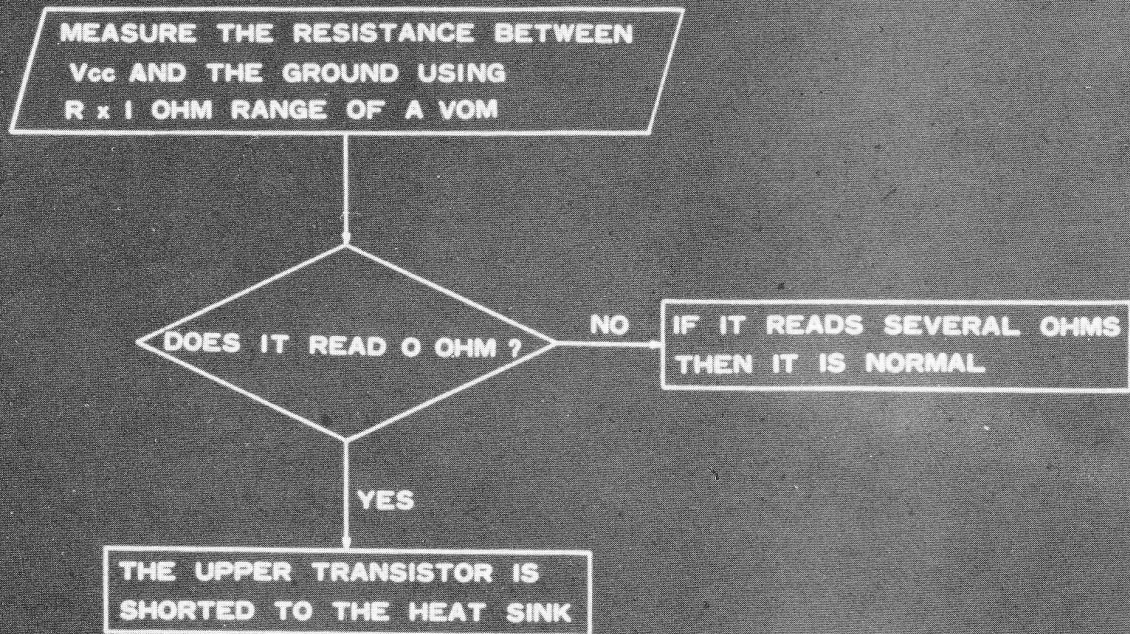 MEASURE THE RESISTANCE BETWEEN
Vcc AND THE GROUND USING
R x 1 OHM RANGE OF A VOM
DOES IT READ 0 OHM ?
NO
IF IT READS SEVERAL OHMS
THEN IT IS NORMAL
YES
THE UPPER TRANSISTOR IS
SHORTED TO THE HEAT SINK